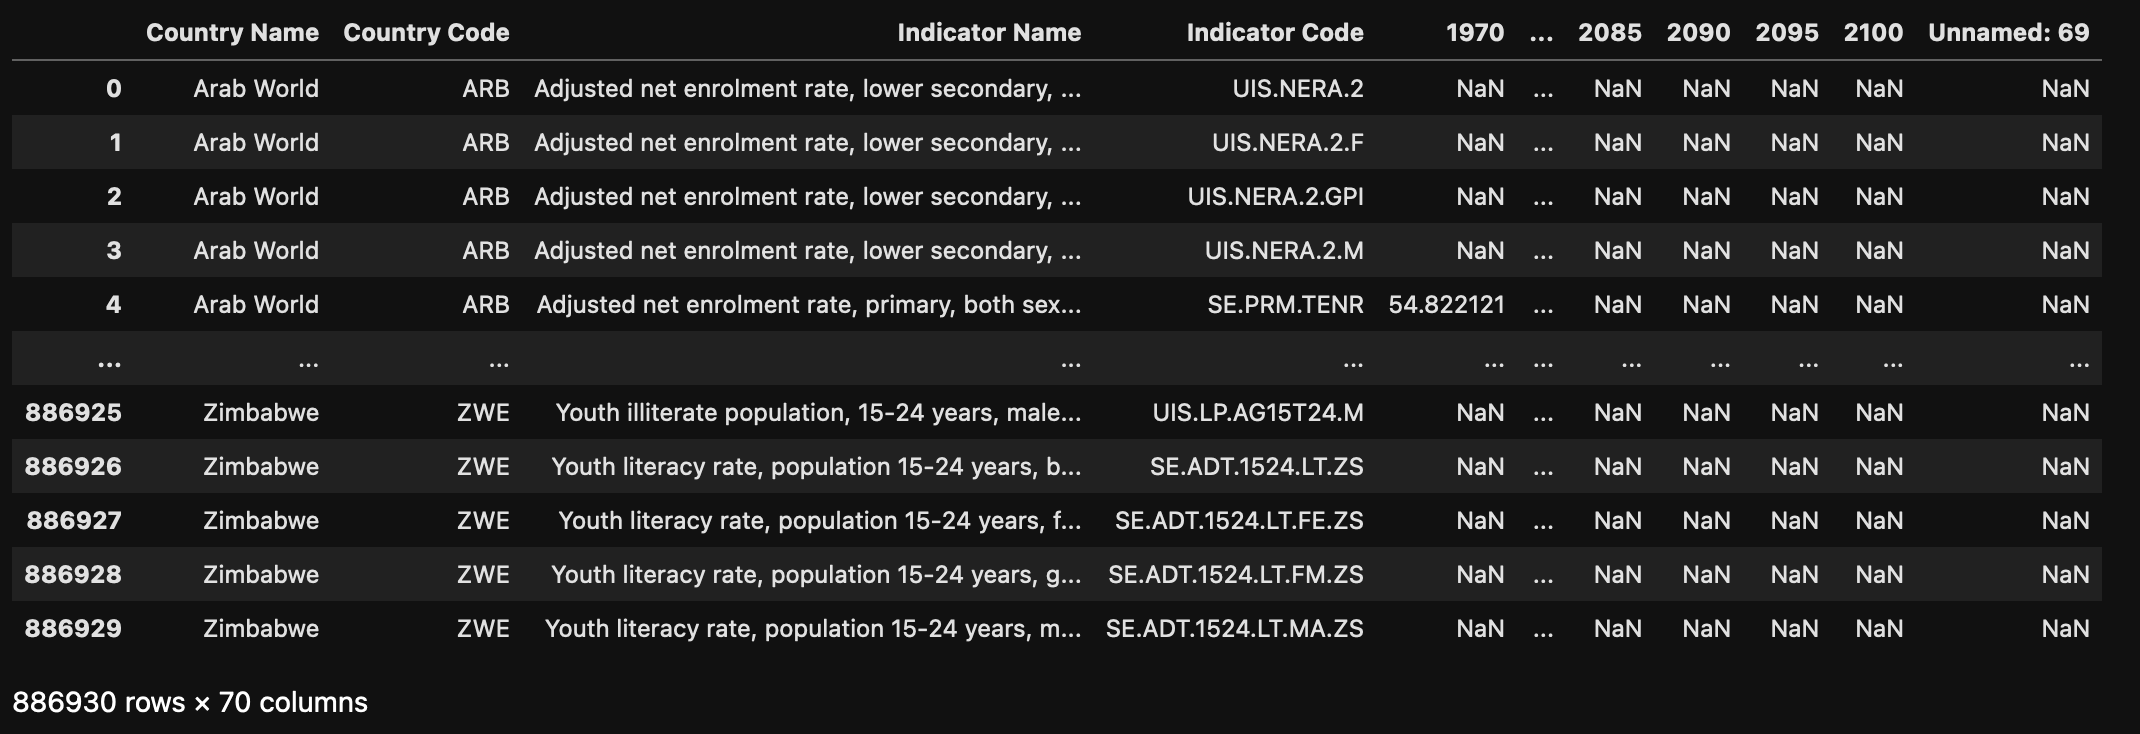 Country Name Country Code Indicator Name Indicator Code 1970 ... 2085 2090 2095 2100 Unnamed: 69
0 Arab World ARB Adjusted net enrolment rate, lower secondary, ... UIS.NERA.2 NaN ... NaN NaN NaN NaN NaN
1 Arab World ARB Adjusted net enrolment rate, lower secondary, ... UIS.NERA.2.F NaN ... NaN NaN NaN NaN NaN
2 Arab World ARB Adjusted net enrolment rate, lower secondary, ... UIS.NERA.2.GPI NaN ... NaN NaN NaN NaN NaN
3 Arab World ARB Adjusted net enrolment rate, lower secondary, ... UIS.NERA.2.M NaN ... NaN NaN NaN NaN NaN
4 Arab World ARB Adjusted net enrolment rate, primary, both sex... SE.PRM.TENR 54.822121 ... NaN NaN NaN NaN NaN
... ... ... ... ... ... ... ... ... ... ... ...
886925 Zimbabwe ZWE Youth illiterate population, 15-24 years, male... UIS.LP.AG15T24.M NaN ... NaN NaN NaN NaN NaN
886926 Zimbabwe ZWE Youth literacy rate, population 15-24 years, b... SE.ADT.1524.LT.ZS NaN ... NaN NaN NaN NaN NaN
886927 Zimbabwe ZWE Youth literacy rate, population 15-24 years, f... SE.ADT.1524.LT.FE.ZS NaN ... NaN NaN NaN NaN NaN
886928 Zimbabwe ZWE Youth literacy rate, population 15-24 years, g... SE.ADT.1524.LT.FM.ZS NaN ... NaN NaN NaN NaN NaN
886929 Zimbabwe ZWE Youth literacy rate, population 15-24 years, m... SE.ADT.1524.LT.MA.ZS NaN ... NaN NaN NaN NaN NaN
886930 rows × 70 columns